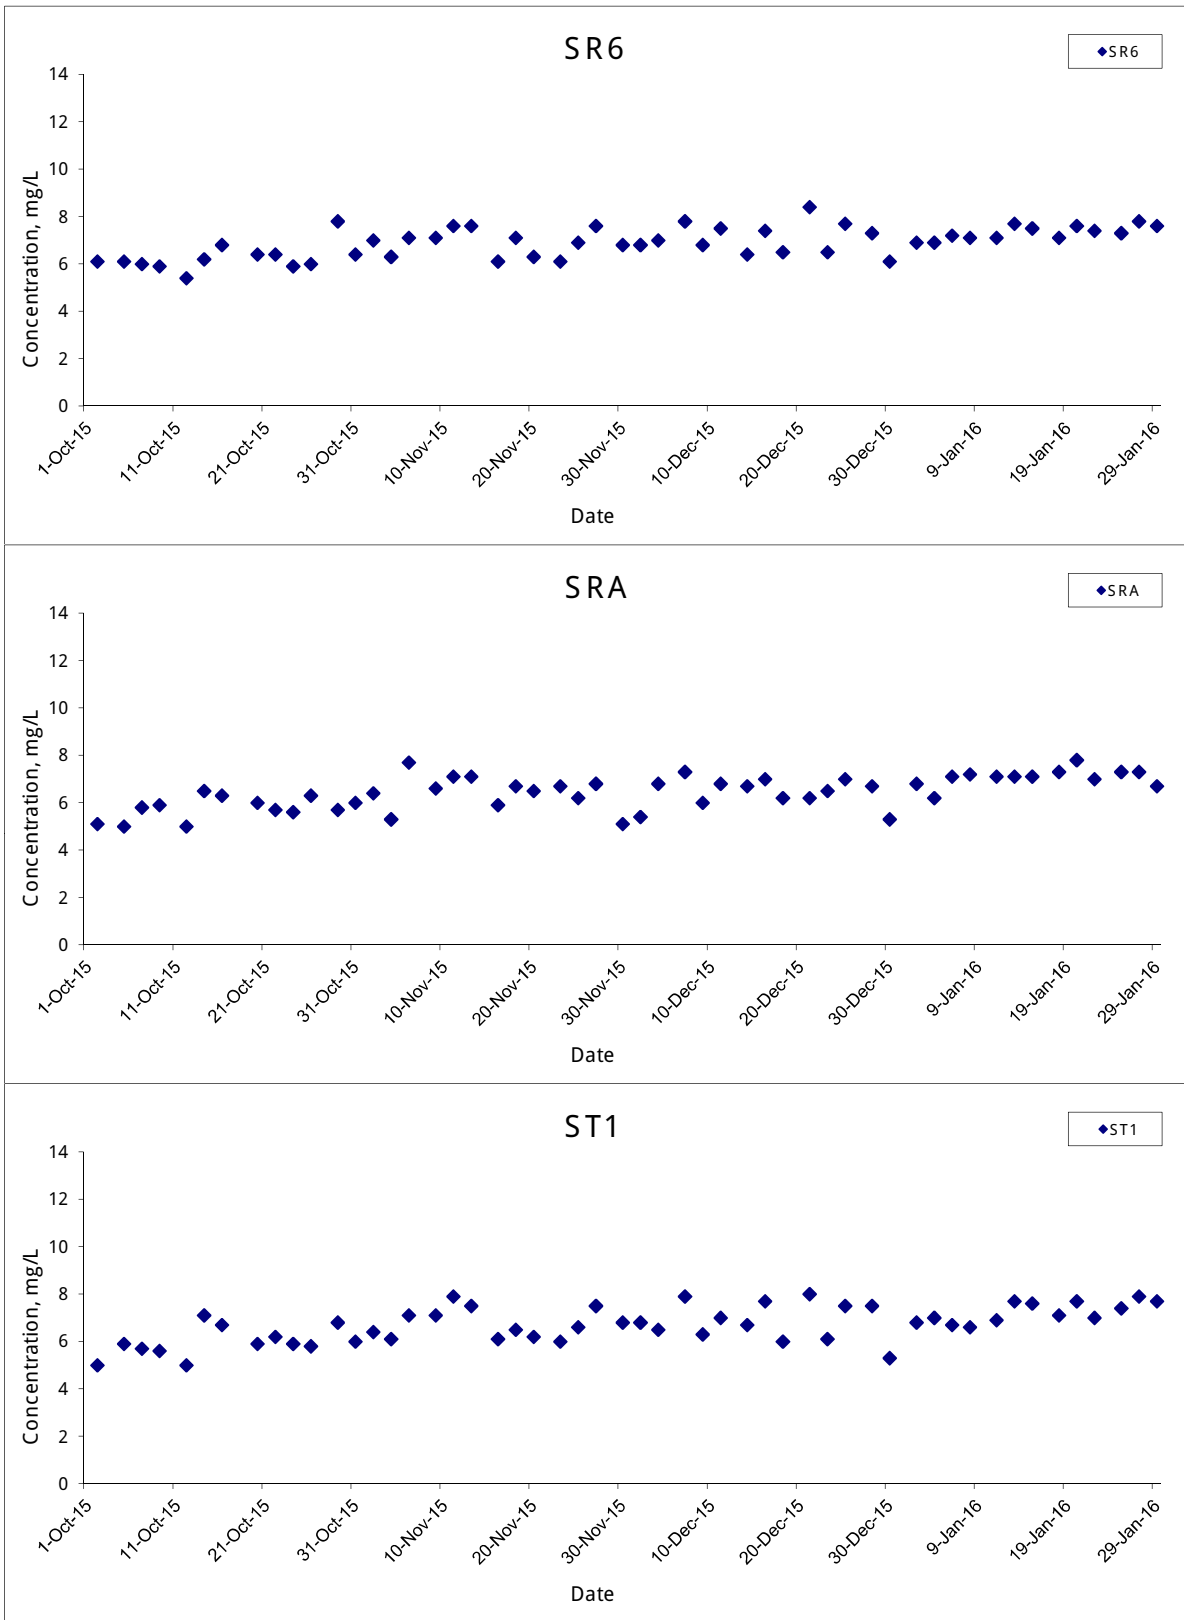 SR6
SR6
14
12
10
8
6
4
2
0
Concentration, mg/L
1-Oct-15
11-Oct-15
21-Oct-15
31-Oct-15
10-Nov-15
20-Nov-15
30-Nov-15
10-Dec-15
20-Dec-15
30-Dec-15
9-Jan-16
19-Jan-16
29-Jan-16
Date
SRA
SRA
14
12
10
8
6
4
2
0
Concentration, mg/L
1-Oct-15
11-Oct-15
21-Oct-15
31-Oct-15
10-Nov-15
20-Nov-15
30-Nov-15
10-Dec-15
20-Dec-15
30-Dec-15
9-Jan-16
19-Jan-16
29-Jan-16
Date
ST1
ST1
14
12
10
8
6
4
2
0
Concentration, mg/L
1-Oct-15
11-Oct-15
21-Oct-15
31-Oct-15
10-Nov-15
20-Nov-15
30-Nov-15
10-Dec-15
20-Dec-15
30-Dec-15
9-Jan-16
19-Jan-16
29-Jan-16
Date